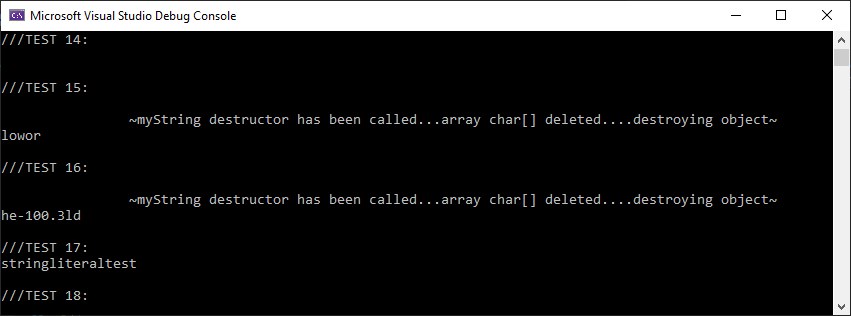 Microsoft Visual Studio Debug Console
///TEST 14:
///TEST 15:
~myString destructor has been called...array char[] deleted....destroying object~
lowor
///TEST 16:
~myString destructor has been called...array char[] deleted....destroying object~
he-100.3ld
///TEST 17:
stringliteraltest
///TEST 18: